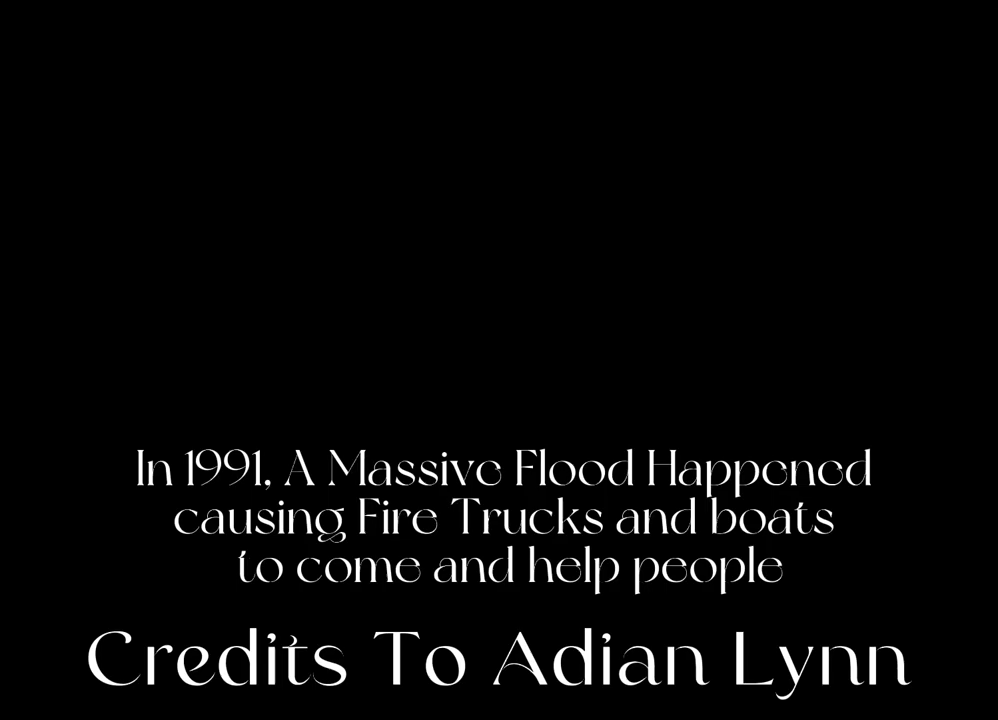 In 1991, A Massive Flood Happened
causing Fire Trucks and boats
to come and help people
Credits To Adian Lynn